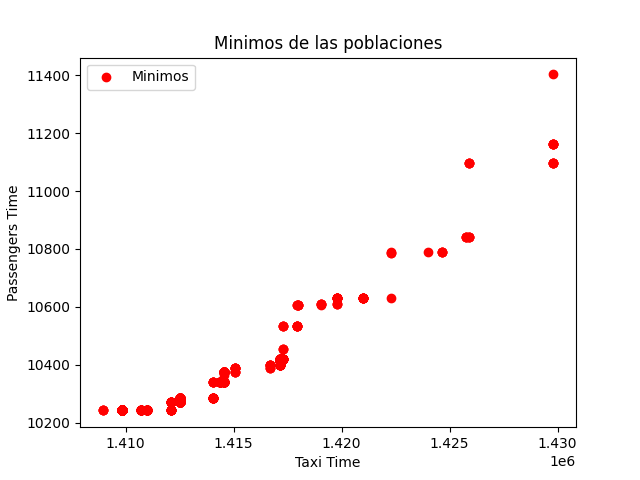 Minimos de las poblaciones
Minimos
11400
11200
11000
10800
10600
10400
10200
Passengers Time
1.410 1.415 1.420 1.425 1.430
1e6
Taxi Time